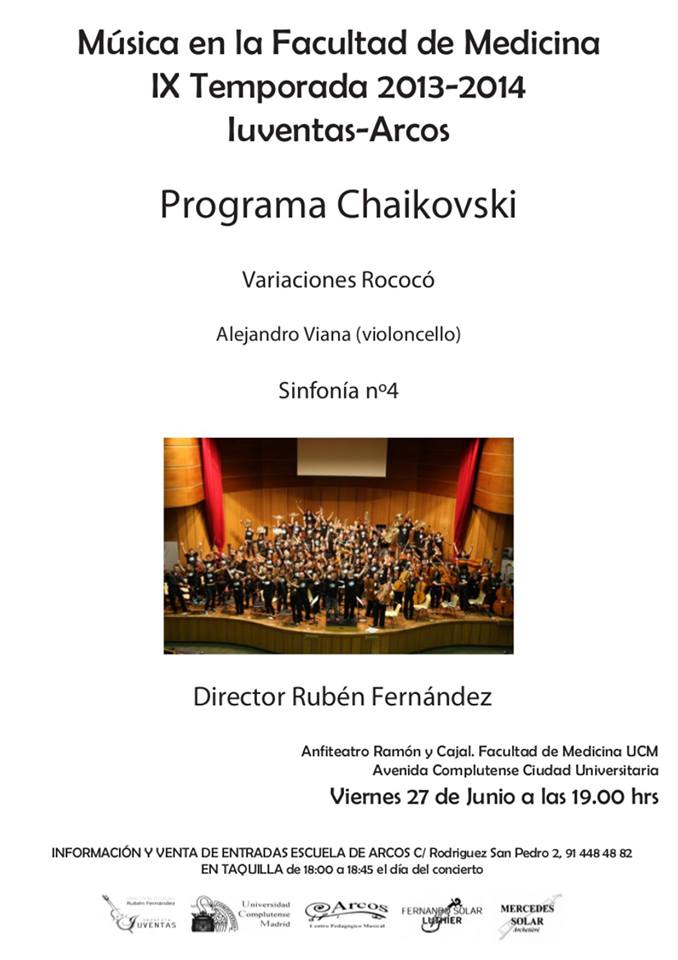 Música en la Facultad de Medicina
IX Temporada 2013-2014
Iuventas-Arcos
Programa Chaikovski
Variaciones Rococó
Alejandro Viana (violoncello)
Sinfonía nº4
Director Rubén Fernández
Anfiteatro Ramón y Cajal. Facultad de Medicina UCM
Avenida Complutense Ciudad Universitaria
Viernes 27 de Junio a las 19.00 hrs
INFORMACIÓN Y VENTA DE ENTRADAS ESCUELA DE ARCOS C/ Rodriguez San Pedro 2, 91 448 48 82
EN TAQUILLA de 18:00 a 18:45 el día del concierto
Rubén Fernández
IUVENTAS
Universidad
Complutense
Madrid
Arcos
Centro Pedagógico Musical
FERNANDO SOLAR
LUTHIER
MERCEDES
SOLAR